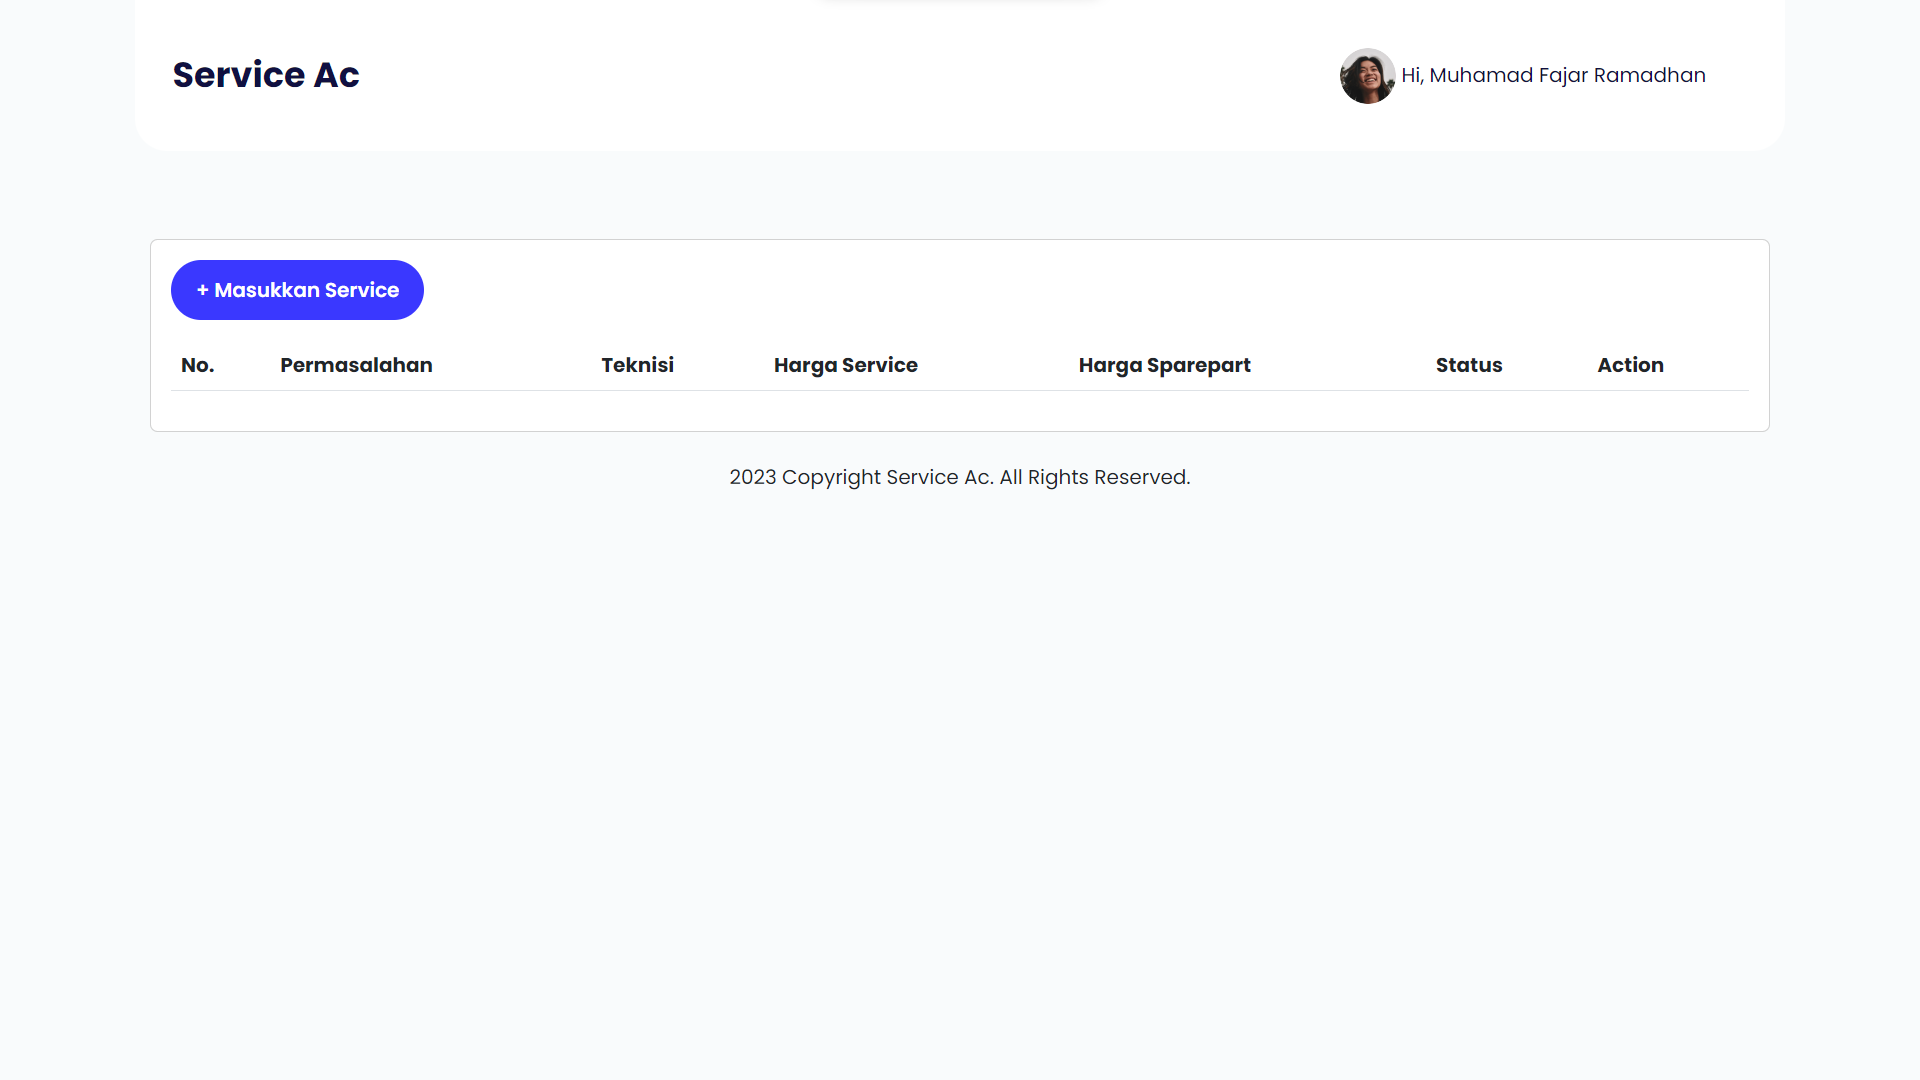 Service Ac
Hi, Muhamad Fajar Ramadhan
+ Masukkan Service
No. Permasalahan Teknisi Harga Service Harga Sparepart Status Action
2023 Copyright Service Ac. All Rights Reserved.